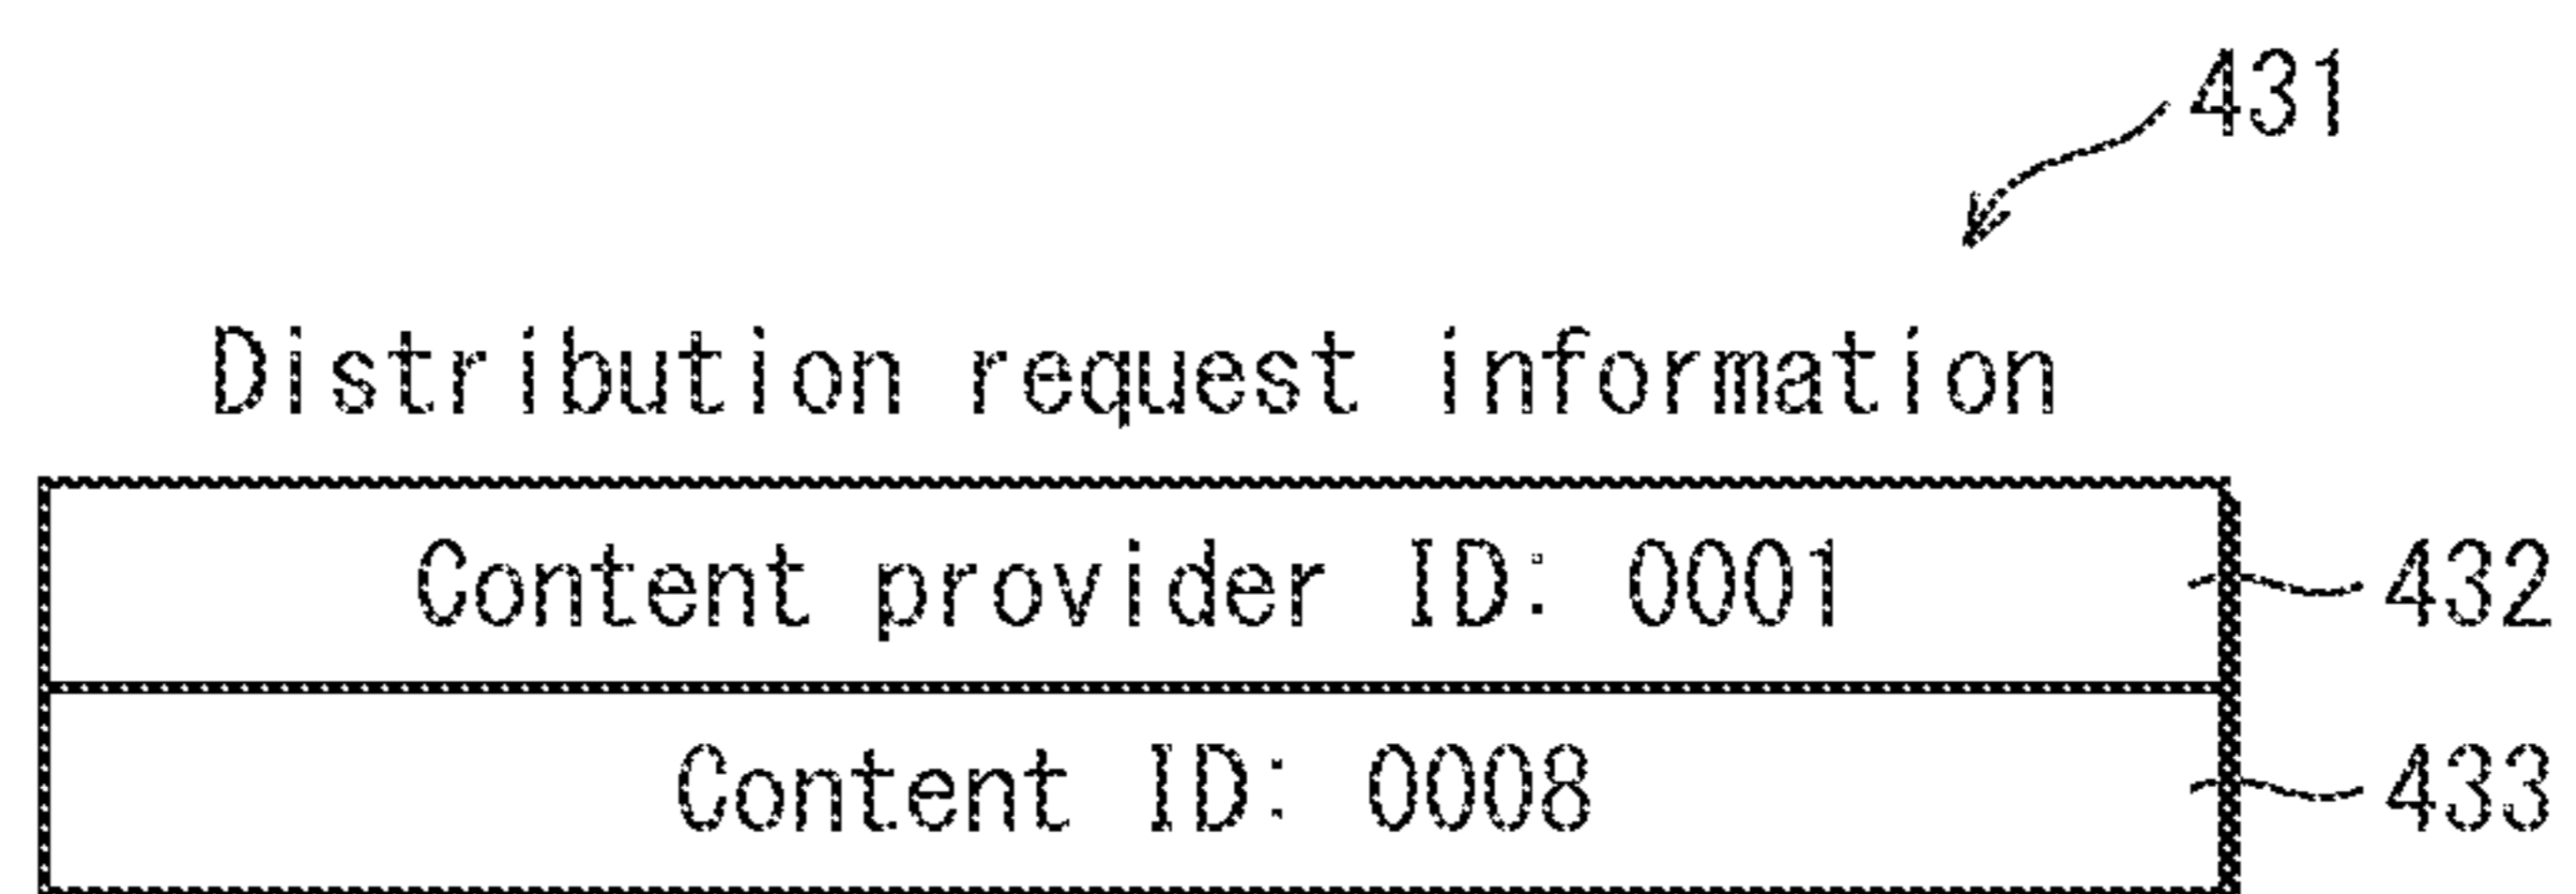 431
Distribution request information
Content provider ID: 0001 432
Content ID: 0008 433